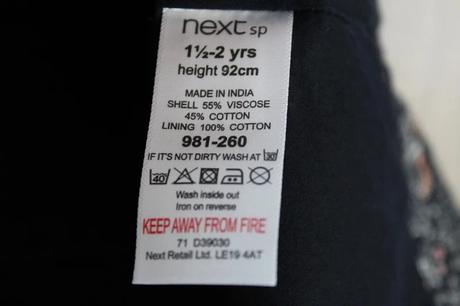 next sp
1½-2 yrs
height 92cm
MADE IN INDIA
SHELL 55% VISCOSE
45% COTTON
LINING 100% COTTON
981-260
IF IT'S NOT DIRTY WASH AT 30
40
Wash inside out
Iron on reverse
KEEP AWAY FROM FIRE
71 D39030
Next Retail Ltd. LE19 4AT